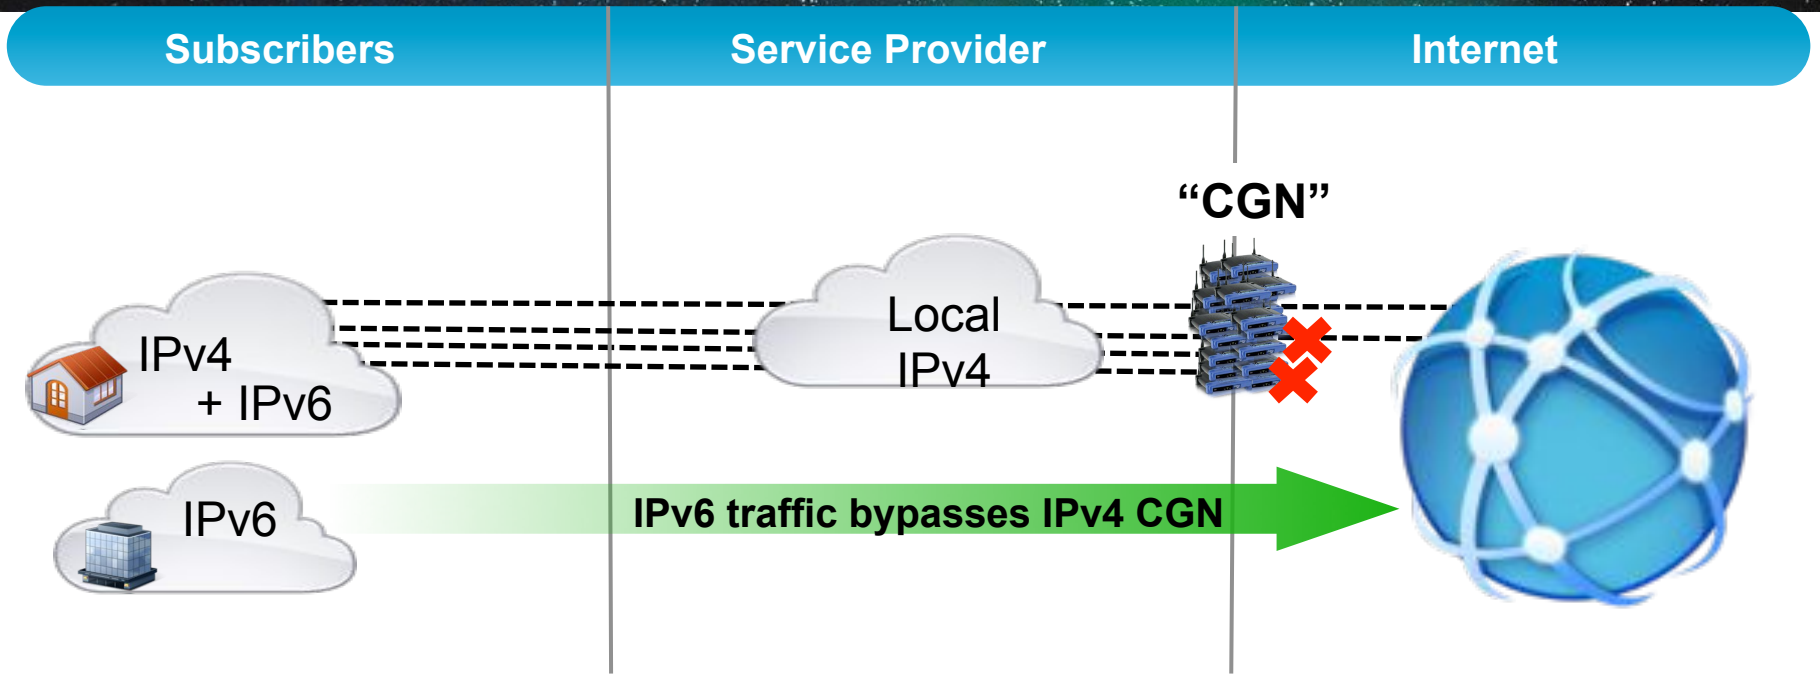 Subscribers
Service Provider
Internet
“CGN”
Local
IPv4
IPv4
+ IPv6
IPv6
IPv6 traffic bypasses IPv4 CGN